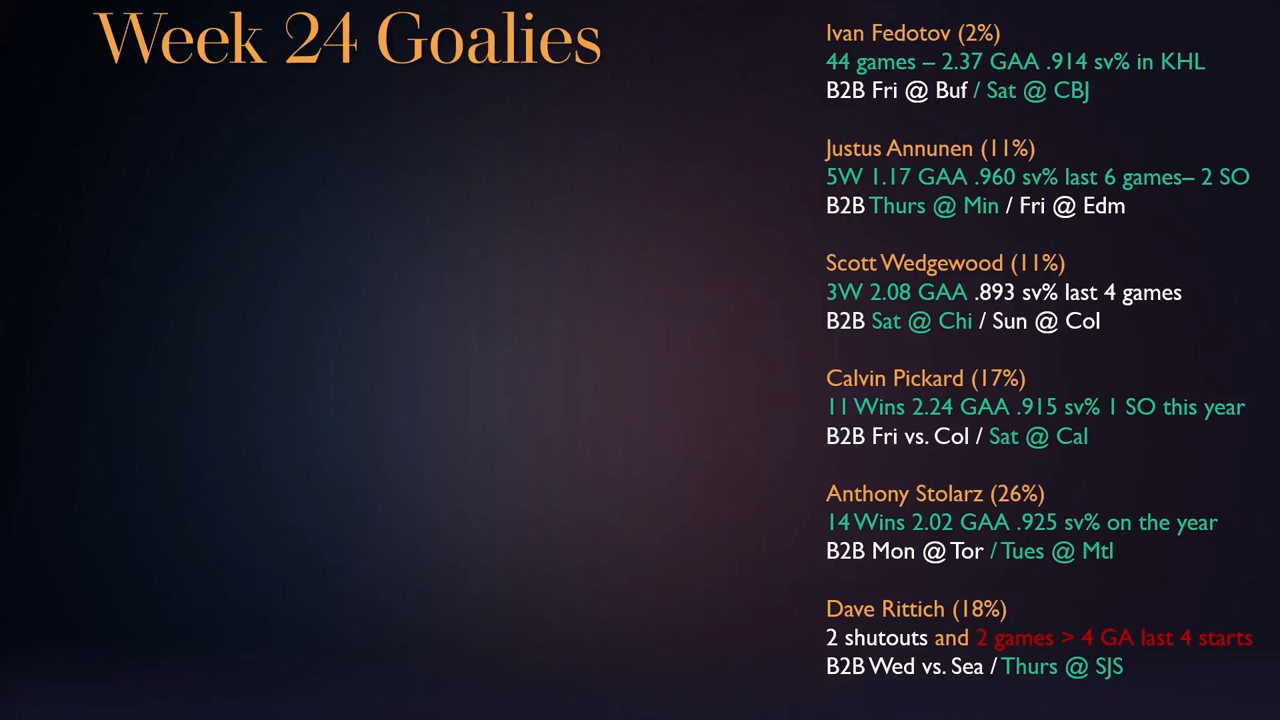 Week 24 Goalies
Ivan Fedotov (2%)
44 games – 2.37 GAA .914 sv% in KHL
B2B Fri @ Buf / Sat @ CBJ
Justus Annunen (11%)
5W 1.17 GAA .960 sv% last 6 games– 2 SO
B2B Thurs @ Min / Fri @ Edm
Scott Wedgewood (11%)
3W 2.08 GAA .893 sv% last 4 games
B2B Sat @ Chi / Sun @ Col
Calvin Pickard (17%)
11 Wins 2.24 GAA .915 sv% 1 SO this year
B2B Fri vs. Col / Sat @ Cal
Anthony Stolarz (26%)
14 Wins 2.02 GAA .925 sv% on the year
B2B Mon @ Tor / Tues @ Mtl
Dave Rittich (18%)
2 shutouts and 2 games > 4 GA last 4 starts
B2B Wed vs. Sea / Thurs @ SJS